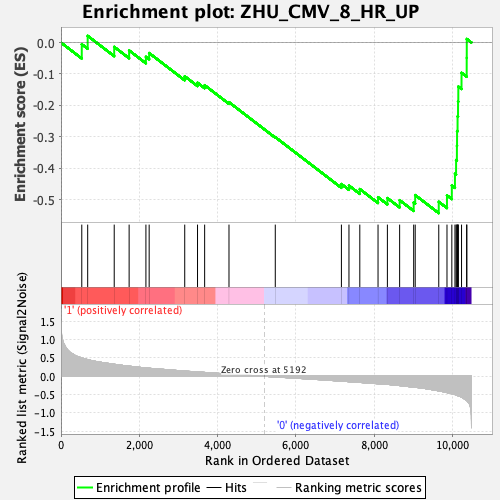 Enrichment plot: ZHU_CMV_8_HR_UP
Enrichment score (ES)
0.0
-0.1
-0.2
-0.3
-0.4
-0.5
'1' (positively correlated)
Ranked list metric (Signal2Noise)
1.5
1.0
0.5
0.0
-0.5
-1.0
-1.5
Zero cross at 5192
'0' (negatively correlated)
0 2,000 4,000 6,000 8,000 10,000
Rank in Ordered Dataset
Enrichment profile Hits Ranking metric scores